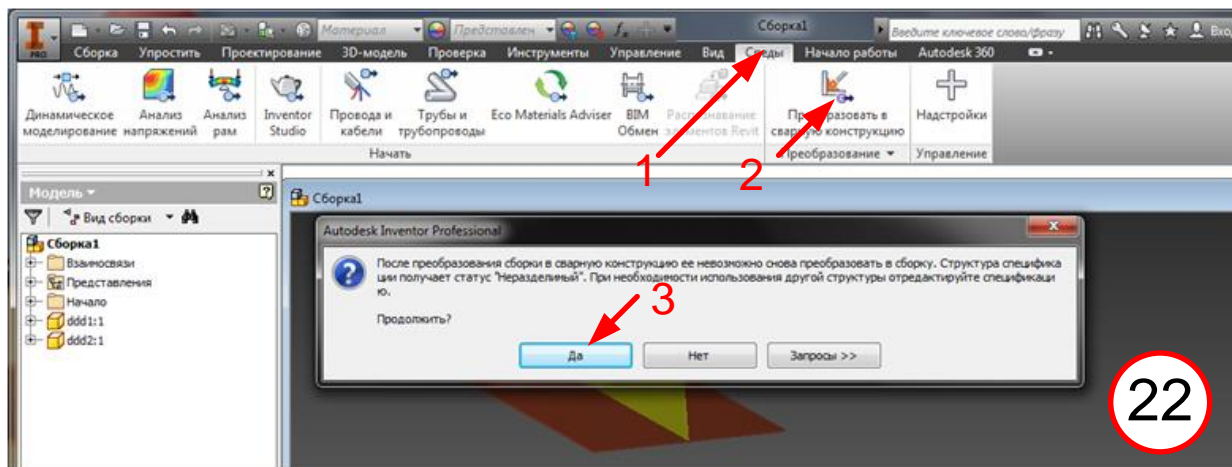 PRO
Материал
Представлен
Сборка1
Введите ключевое слово/фразу
Вход
Сборка Упростить Проектирование 3D-модель Проверка Инструменты Управление Вид Среды Начало работы Autodesk 360
Динамическое моделирование
Анализ напряжений
Анализ рам
Inventor Studio
Провода и кабели
Трубы и трубопроводы
Eco Materials Adviser
BIM Обмен
Распознавание элементов Revit
Преобразовать в сварную конструкцию
Надстройки
Начать
Преобразование
Управление
1
2
Модель
Вид сборки
Сборка1
Взаимосвязи
Представления
Начало
ddd1:1
ddd2:1
Сборка1
Autodesk Inventor Professional
После преобразования сборки в сварную конструкцию ее невозможно снова преобразовать в сборку. Структура специфика
ции получает статус "Неразделимый". При необходимости использования другой структуры отредактируйте спецификаци
ю.
Продолжить?
3
Да
Нет
Запросы >>
22